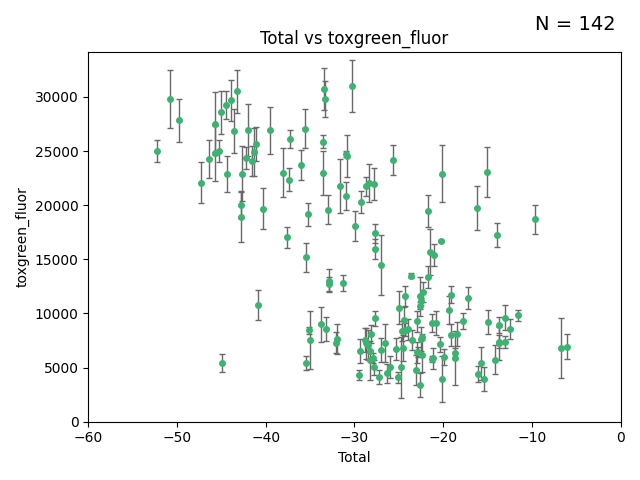 N = 142
Total vs toxgreen_fluor
toxgreen_fluor
30000
25000
20000
15000
10000
5000
0
−60 −50 −40 −30 −20 −10 0
Total